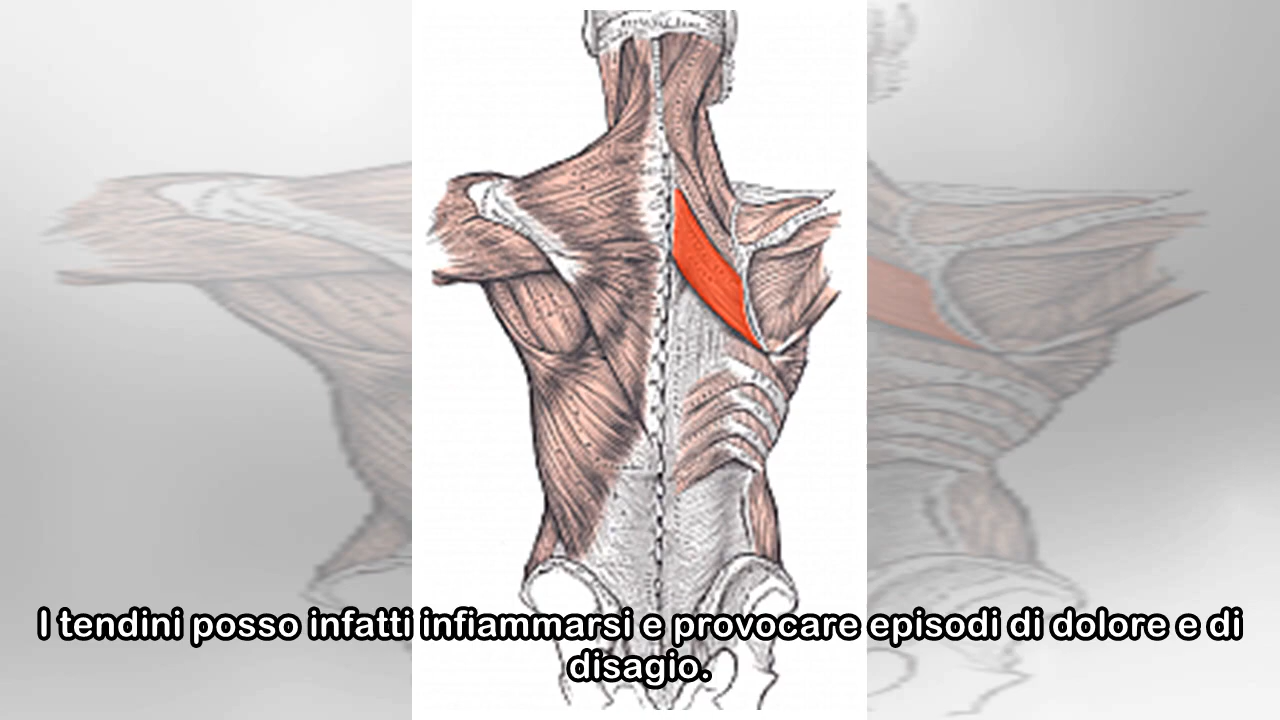 I tendini posso infatti infiammarsi e provocare episodi di dolore e di
disagio.